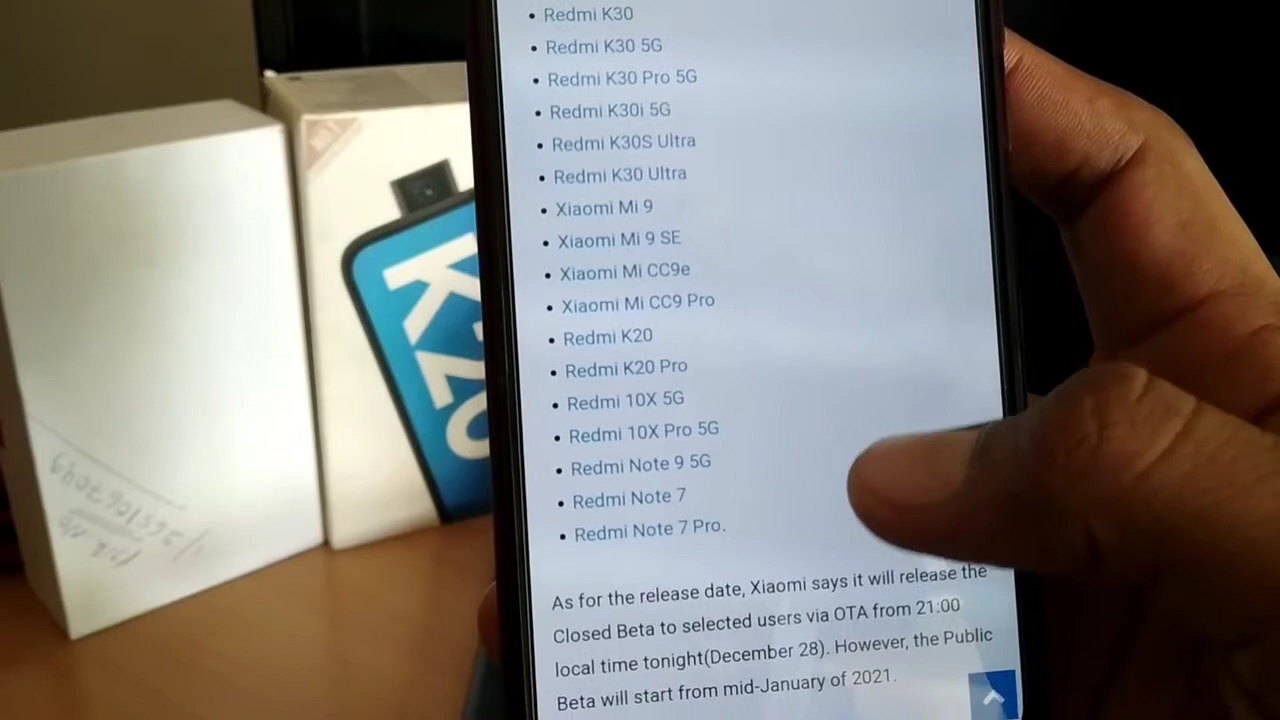 Redmi K30
Redmi K30 5G
Redmi K30 Pro 5G
Redmi K30i 5G
Redmi K30S Ultra
Redmi K30 Ultra
Xiaomi Mi 9
Xiaomi Mi 9 SE
Xiaomi Mi CC9e
Xiaomi Mi CC9 Pro
Redmi K20
Redmi K20 Pro
Redmi 10X 5G
Redmi 10X Pro 5G
Redmi Note 9 5G
Redmi Note 7
Redmi Note 7 Pro.
As for the release date, Xiaomi says it will release the
Closed Beta to selected users via OTA from 21:00
local time tonight(December 28). However, the Public
Beta will start from mid-January of 2021.
K20